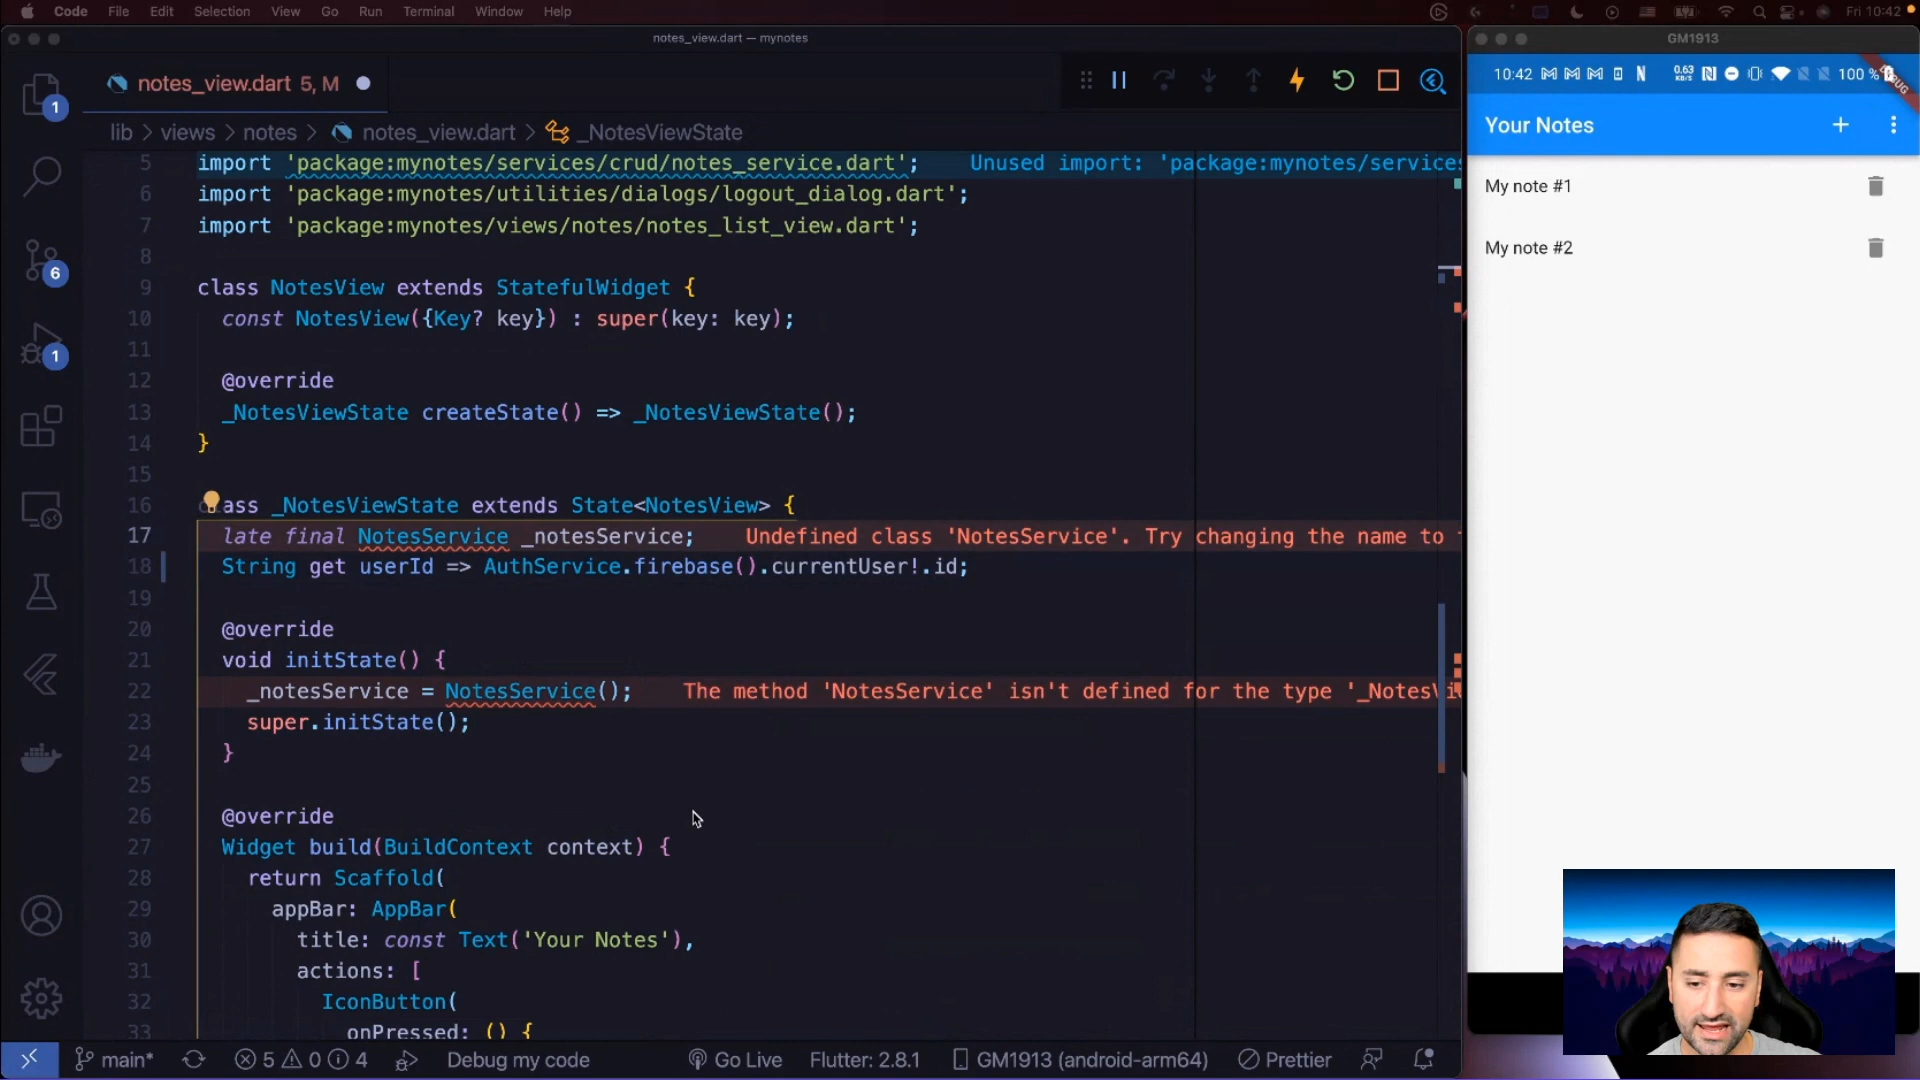 Code File Edit Selection View Go Run Terminal Window Help Fri 10:42
notes_view.dart — mynotes
GM1913
notes_view.dart 5, M
10:42 0.63 KB/S N 100 %
DEBUG
1
lib > views > notes > notes_view.dart > _NotesViewState
Your Notes
5 import 'package:mynotes/services/crud/notes_service.dart'; Unused import: 'package:mynotes/services
6 import 'package:mynotes/utilities/dialogs/logout_dialog.dart';
7 import 'package:mynotes/views/notes/notes_list_view.dart';
8
9 class NotesView extends StatefulWidget {
10 const NotesView({Key? key}) : super(key: key);
11
12 @override
13 _NotesViewState createState() => _NotesViewState();
14 }
15
16 ass _NotesViewState extends State<NotesView> {
17 late final NotesService _notesService; Undefined class 'NotesService'. Try changing the name to
18 String get userId => AuthService.firebase().currentUser!.id;
19
20 @override
21 void initState() {
22 _notesService = NotesService(); The method 'NotesService' isn't defined for the type '_NotesVi
23 super.initState();
24 }
25
26 @override
27 Widget build(BuildContext context) {
28 return Scaffold(
29 appBar: AppBar(
30 title: const Text('Your Notes'),
31 actions: [
32 IconButton(
33 onPressed: () {
My note #1
My note #2
6
1
main* 5 0 4 Debug my code Go Live Flutter: 2.8.1 GM1913 (android-arm64) Prettier